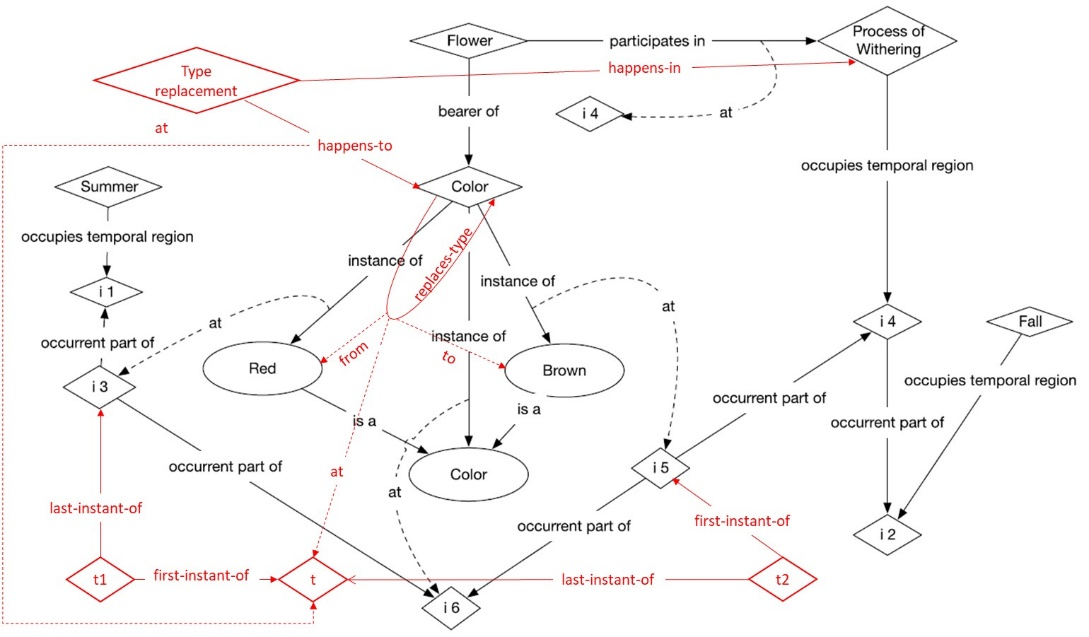 Flower
participates in
Process of
Withering
Type
replacement
happens-in
bearer of
i 4
at
at
happens-to
occupies temporal region
Summer
Color
occupies temporal region
instance of
replaces-type
instance of
i 1
at
at
occurrent part of
instance of
i 4
Fall
from
to
Red
Brown
i 3
occupies temporal region
occurrent part of
is a
is a
occurrent part of
occurrent part of
at
Color
i 5
at
last-instant-of
first-instant-of
occurrent part of
i 2
t1
first-instant-of
t
last-instant-of
t2
i 6